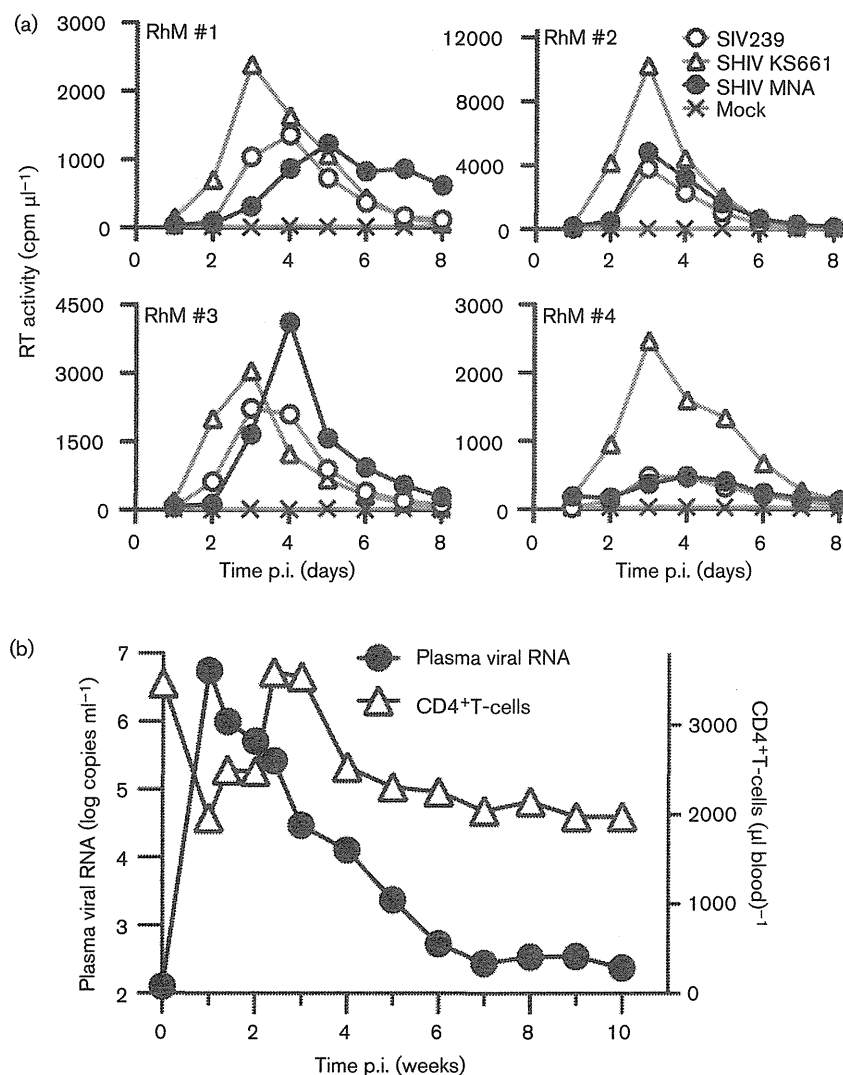 (a)
RhM #1
RhM #2
SIV239
SHIV KS661
SHIV MNA
Mock
3000
2000
1000
0
0 2 4 6 8
12000
8000
4000
0
0 2 4 6 8
RT activity (cpm µl⁻¹)
RhM #3
RhM #4
4500
3000
1500
0
0 2 4 6 8
3000
2000
1000
0
0 2 4 6 8
Time p.i. (days)
Time p.i. (days)
(b)
Plasma viral RNA
CD4⁺T-cells
Plasma viral RNA (log copies ml⁻¹)
7
6
5
4
3
2
3000
2000
1000
0
CD4⁺T-cells (µl blood)⁻¹
0 2 4 6 8 10
Time p.i. (weeks)